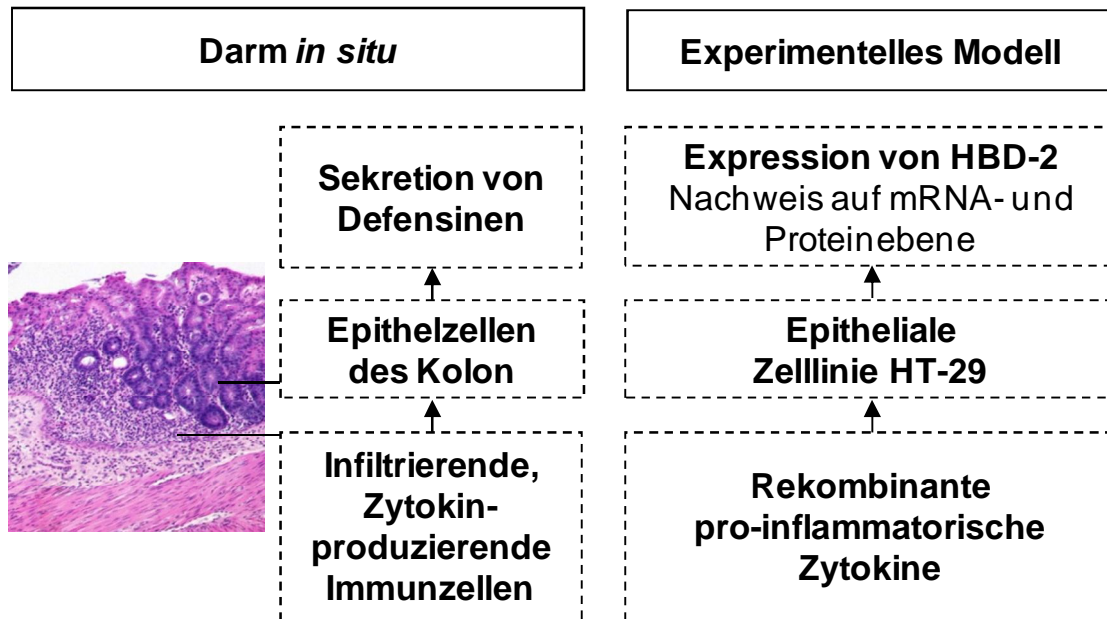 Darm in situ
Experimentelles Modell
Sekretion von
Defensinen
Epithelzellen
des Kolon
Infiltrierende,
Zytokin-
produzierende
Immunzellen
Expression von HBD-2
Nachweis auf mRNA- und
Proteinebene
Epitheliale
Zelllinie HT-29
Rekombinante
pro-inflammatorische
Zytokine